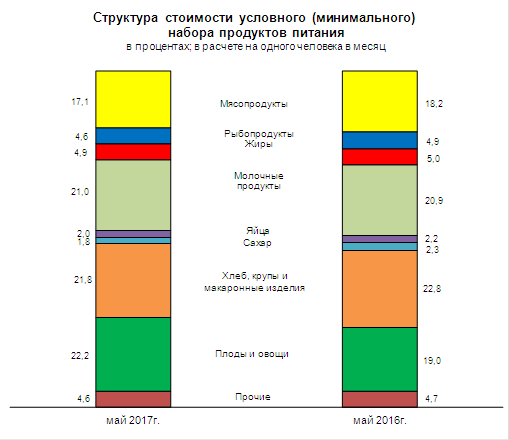 Структура стоимости условного (минимального)
набора продуктов питания
в процентах; в расчете на одного человека в месяц
17,1 Мясопродукты 18,2
4,6 Рыбопродукты 4,9
4,9 Жиры 5,0
21,0 Молочные
продукты 20,9
2,0 Яйца 2,2
1,8 Сахар 2,3
21,8 Хлеб, крупы и
макаронные изделия 22,8
22,2 Плоды и овощи 19,0
4,6 Прочие 4,7
май 2017г. май 2016г.